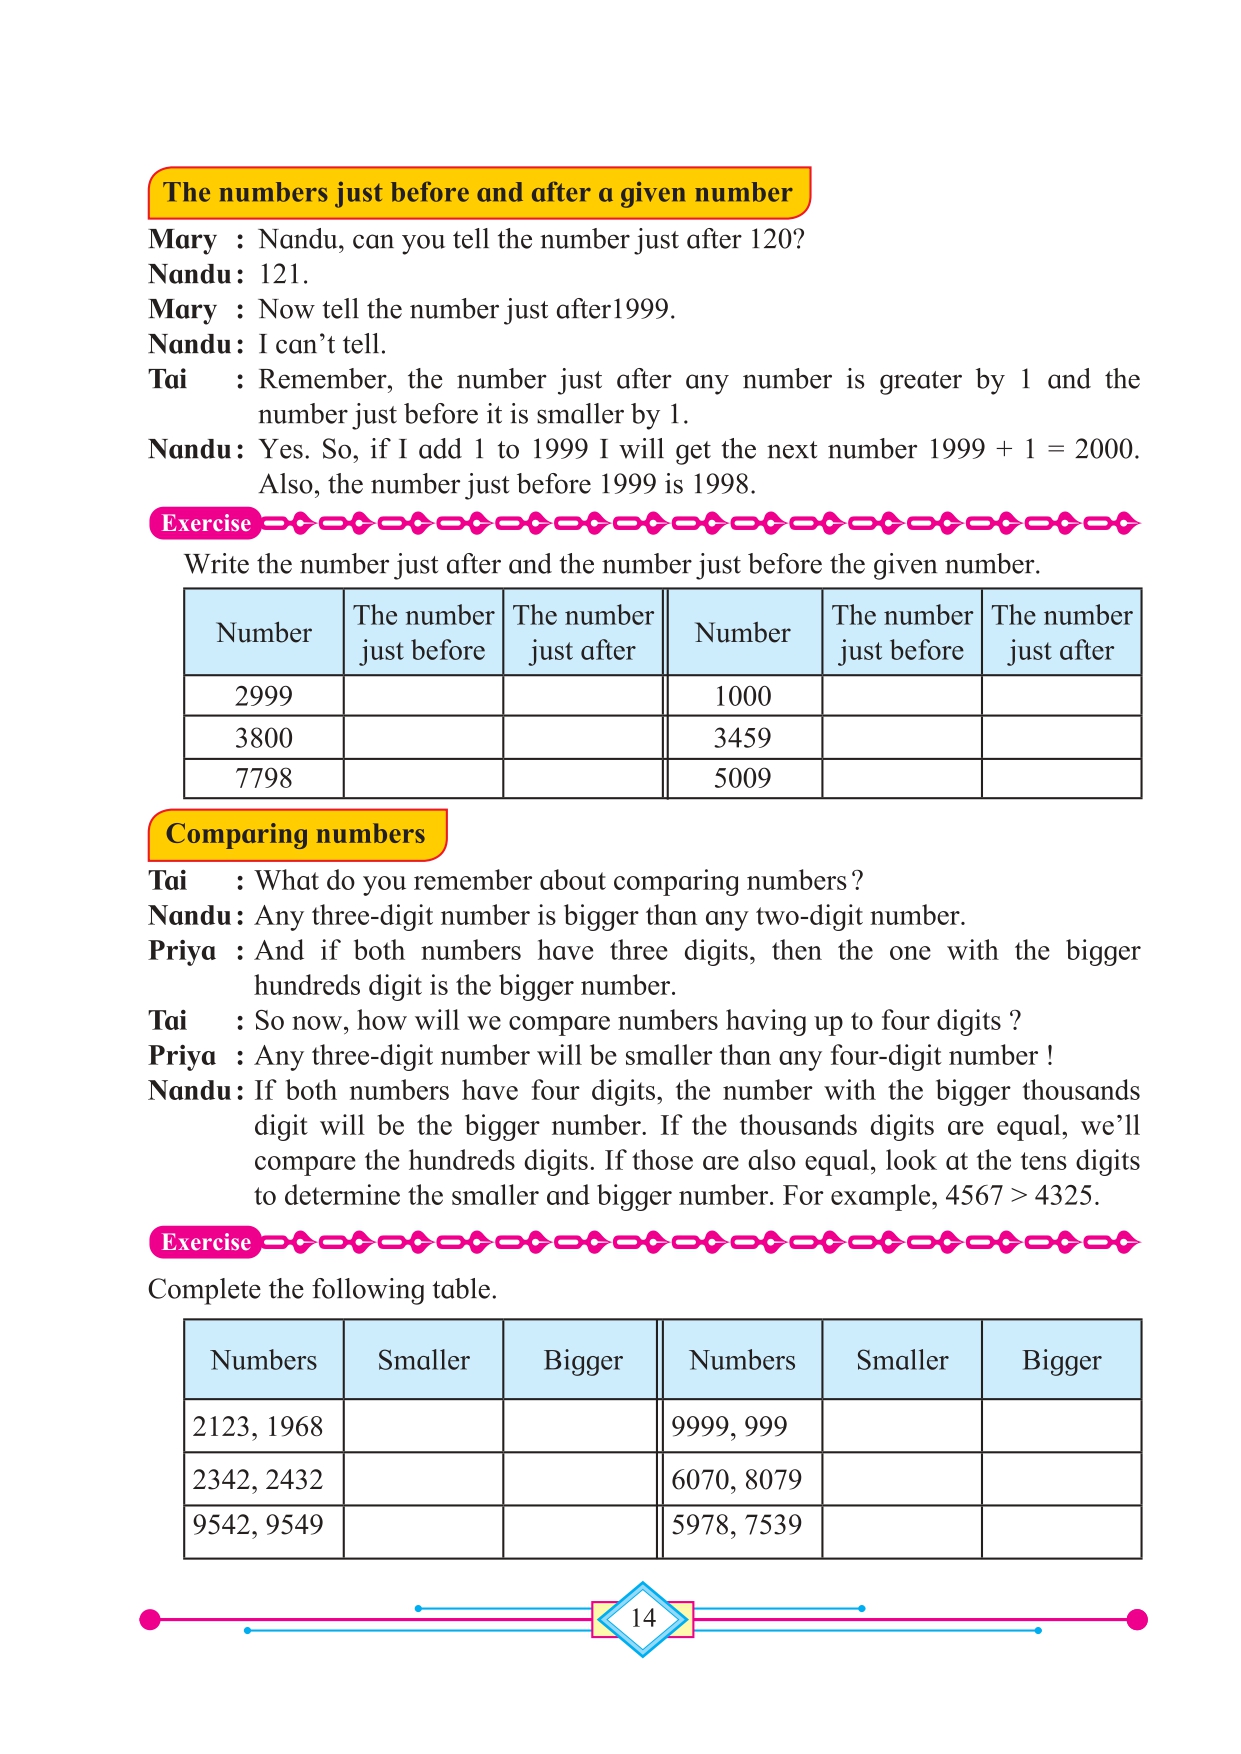 The numbers just before and after a given number
Mary : Nandu, can you tell the number just after 120?
Nandu : 121.
Mary : Now tell the number just after1999.
Nandu : I can’t tell.
Tai : Remember, the number just after any number is greater by 1 and the
number just before it is smaller by 1.
Nandu : Yes. So, if I add 1 to 1999 I will get the next number 1999 + 1 = 2000.
Also, the number just before 1999 is 1998.
Exercise
Write the number just after and the number just before the given number.
Number The number just before The number just after Number The number just before The number just after
2999 1000
3800 3459
7798 5009
Comparing numbers
Tai : What do you remember about comparing numbers ?
Nandu : Any three-digit number is bigger than any two-digit number.
Priya : And if both numbers have three digits, then the one with the bigger
hundreds digit is the bigger number.
Tai : So now, how will we compare numbers having up to four digits ?
Priya : Any three-digit number will be smaller than any four-digit number !
Nandu : If both numbers have four digits, the number with the bigger thousands
digit will be the bigger number. If the thousands digits are equal, we’ll
compare the hundreds digits. If those are also equal, look at the tens digits
to determine the smaller and bigger number. For example, 4567 > 4325.
Exercise
Complete the following table.
Numbers Smaller Bigger Numbers Smaller Bigger
2123, 1968 9999, 999
2342, 2432 6070, 8079
9542, 9549 5978, 7539
14